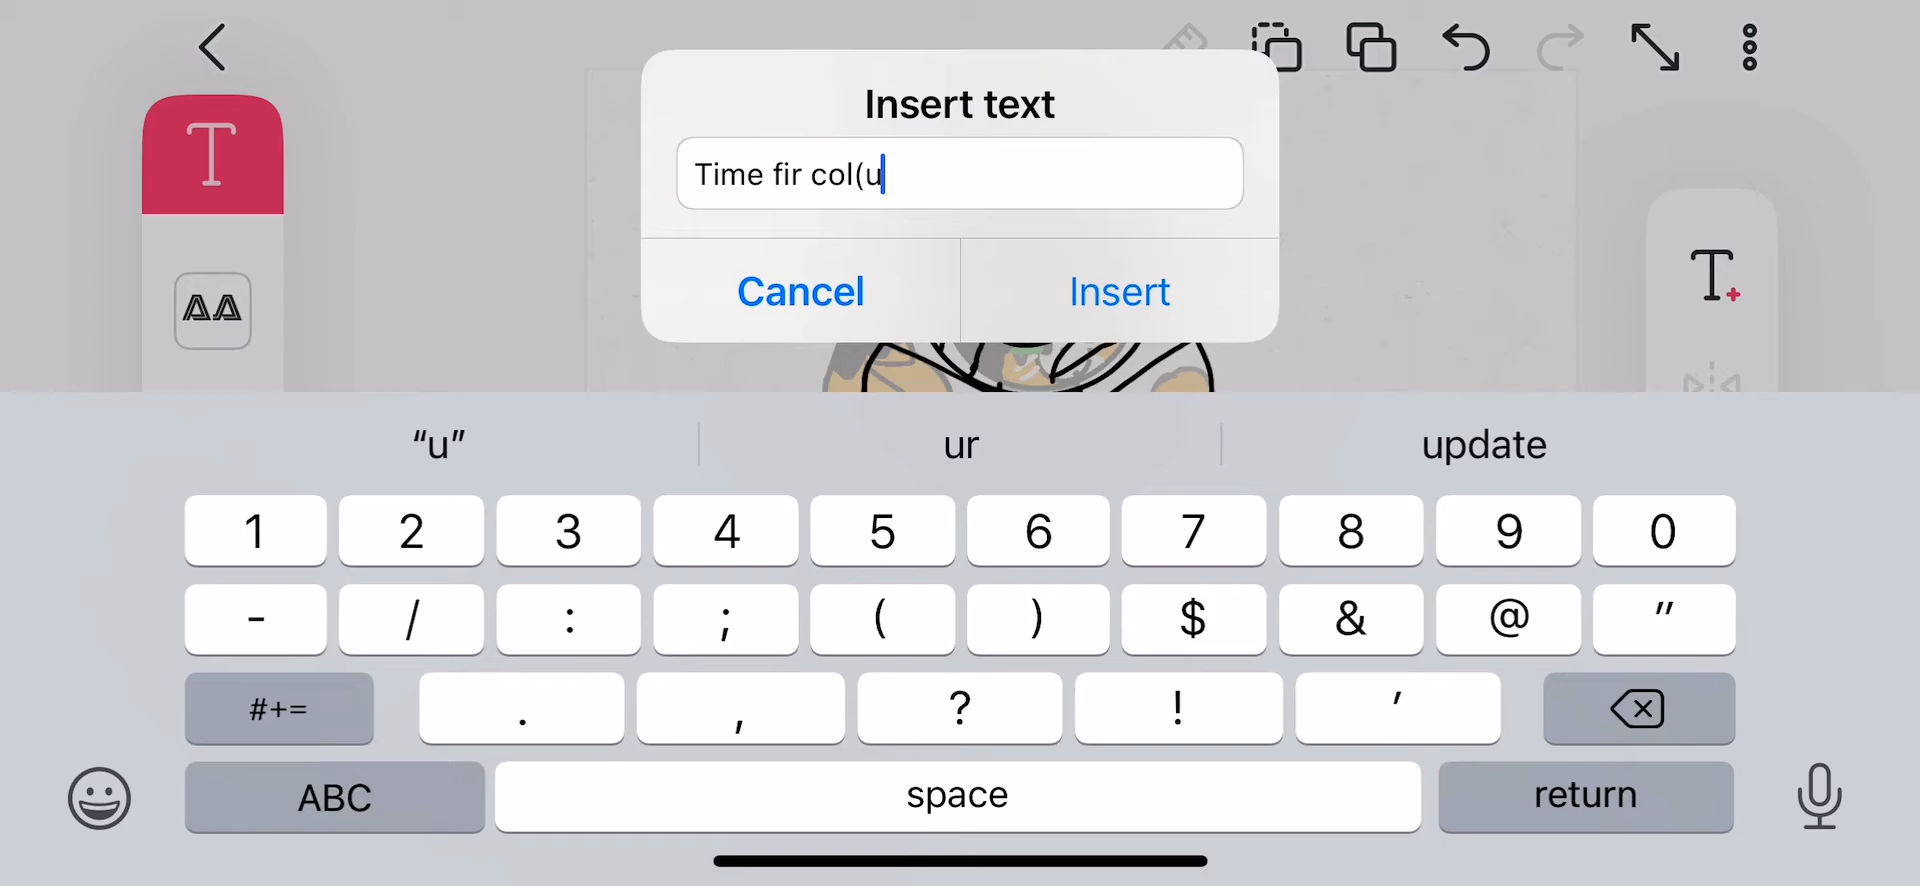 T
Insert text
Time fir col(u
Cancel
Insert
AA
T+
“u”
ur
update
1 2 3 4 5 6 7 8 9 0
- / : ; ( ) $ & @ "
#+= . , ? ! '
ABC space return